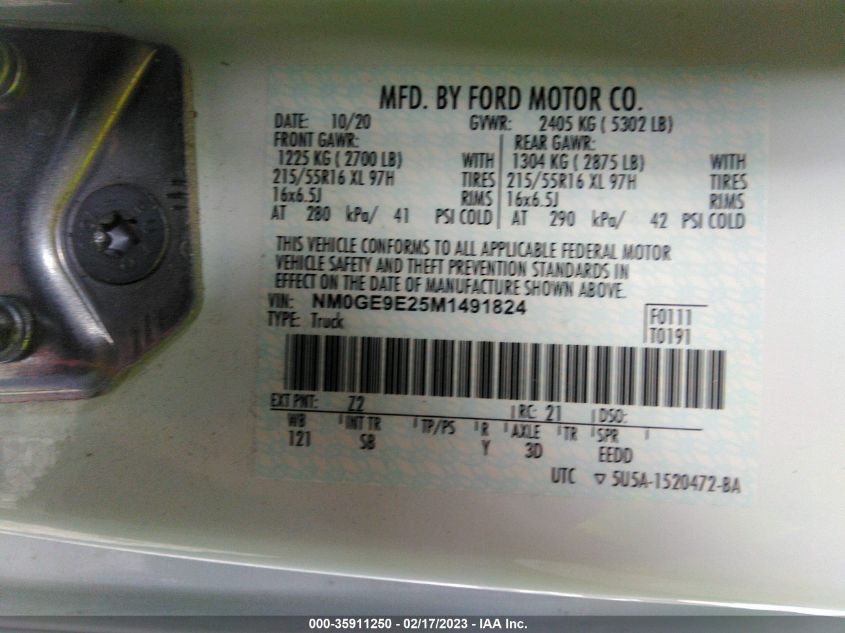 MFD. BY FORD MOTOR CO.
DATE: 10/20 GVWR: 2405 KG ( 5302 LB)
FRONT GAWR: REAR GAWR:
1225 KG ( 2700 LB) WITH 1304 KG ( 2875 LB) WITH
215/55R16 XL 97H TIRES 215/55R16 XL 97H TIRES
16x6.5J RIMS 16x6.5J RIMS
AT 280 kPa/ 41 PSI COLD AT 290 kPa/ 42 PSI COLD
THIS VEHICLE CONFORMS TO ALL APPLICABLE FEDERAL MOTOR
VEHICLE SAFETY AND THEFT PREVENTION STANDARDS IN
EFFECT ON THE DATE OF MANUFACTURE SHOWN ABOVE.
VIN: NM0GE9E25M1491824
TYPE: Truck F0111
T0191
EXT PNT: Z2 RC: 21 DSO:
WB INT TR TP/PS R AXLE TR SPR
121 SB Y 3D EEDD
UTC ▽ 5U5A-1520472-BA
000-35911250 - 02/17/2023 - IAA Inc.